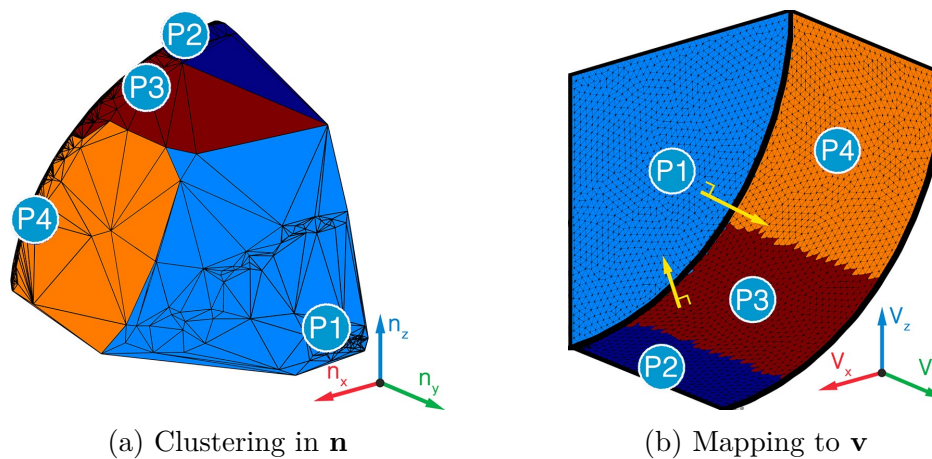 P2
P3
P4
P1
n_z
n_x
n_y
(a) Clustering in n
P1
P4
P3
P2
V_z
V_x
V
(b) Mapping to v